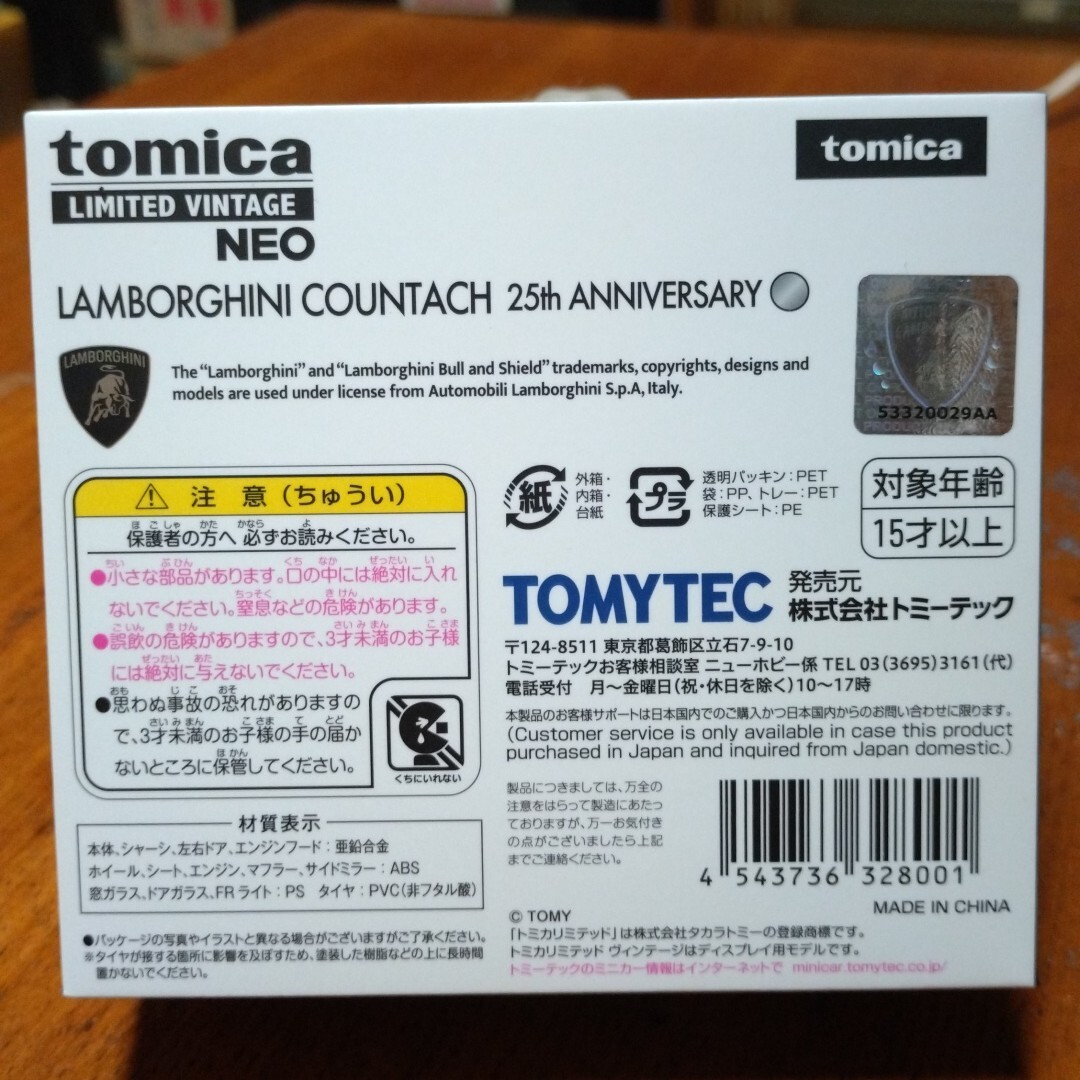 tomica
LIMITED VINTAGE
NEO
tomica
LAMBORGHINI COUNTACH 25th ANNIVERSARY
LAMBORGHINI
The “Lamborghini” and “Lamborghini Bull and Shield” trademarks, copyrights, designs and
models are used under license from Automobili Lamborghini S.p.A, Italy.
53320029AA
⚠ 注 意（ちゅうい）
保護者の方へ 必ずお読みください。
●小さな部品があります。口の中には絶対に入れ
ないでください。窒息などの危険があります。
●誤飲の危険がありますので、3才未満のお子様
には絶対に与えないでください。
●思わぬ事故の恐れがありますの
で、3才未満のお子様の手の届か
ないところに保管してください。
くちにいれない
材質表示
本体、シャーシ、左右ドア、エンジンフード：亜鉛合金
ホイール、シート、エンジン、マフラー、サイドミラー：ABS
窓ガラス、ドアガラス、FRライト：PS タイヤ：PVC（非フタル酸）
●パッケージの写真やイラストと異なる場合がございますがご了承ください。
※タイヤが接する箇所に影響を及ぼすため、塗装した樹脂などの上に長時間
置かないでください。
紙
外箱・
内箱・
台紙
プラ
透明パッキン：PET
袋：PP、トレー：PET
保護シート：PE
対象年齢
15才以上
TOMYTEC
発売元
株式会社トミーテック
〒124-8511 東京都葛飾区立石7-9-10
トミーテックお客様相談室 ニューホビー係 TEL 03（3695）3161（代）
電話受付 月～金曜日（祝・休日を除く）10～17時
本製品のお客様サポートは日本国内でのご購入かつ日本国内からのお問い合わせに限ります。
(Customer service is only available in case this product
purchased in Japan and inquired from Japan domestic.)
製品につきましては、万全の
注意をはらって製造にあたっ
ておりますが、万一お気付き
の点がございましたら上記
までご連絡ください。
4 543736 328001
MADE IN CHINA
© TOMY
「トミカリミテッド」は株式会社タカラトミーの登録商標です。
トミカリミテッド ヴィンテージはディスプレイ用モデルです。
トミーテックのミニカー情報はインターネットで minicar.tomytec.co.jp/